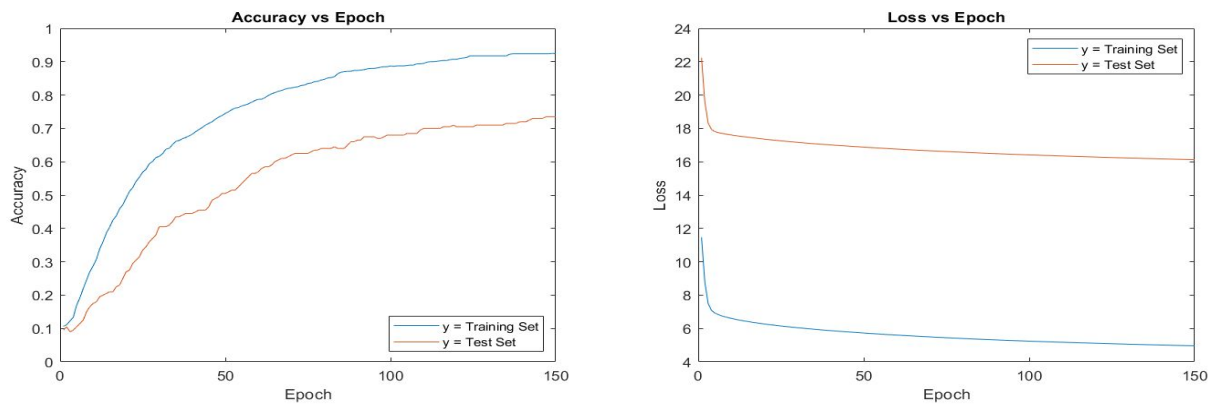 Accuracy vs Epoch
1
0.9
0.8
0.7
0.6
0.5
0.4
0.3
0.2
0.1
0
Accuracy
0 50 100 150
Epoch
y = Training Set
y = Test Set
Loss vs Epoch
24
22
20
18
16
14
12
10
8
6
4
Loss
0 50 100 150
Epoch
y = Training Set
y = Test Set